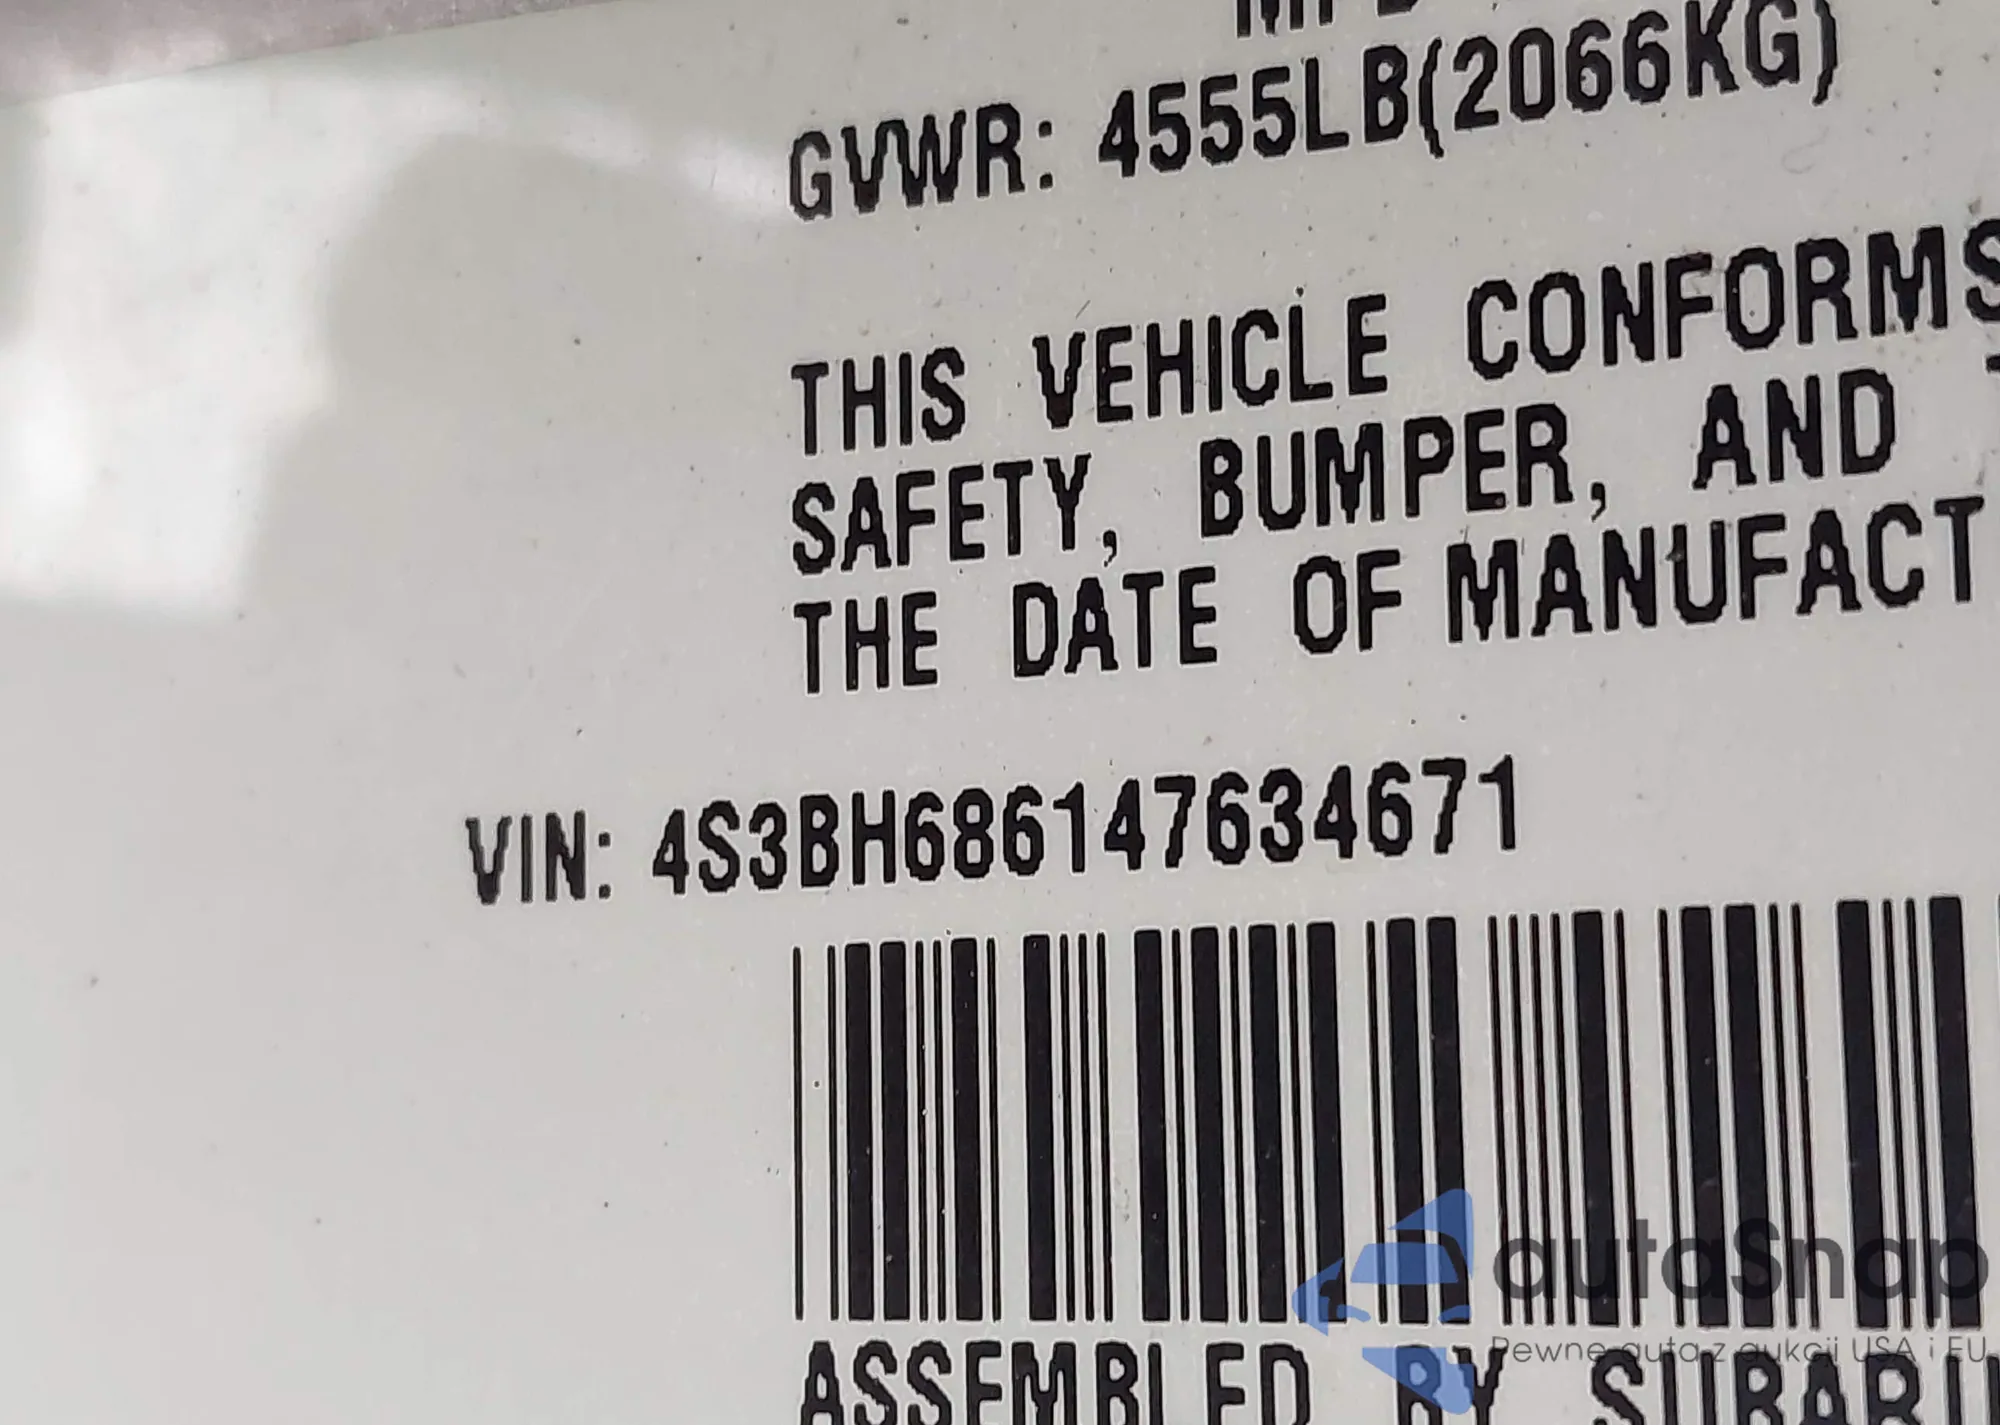 GVWR: 4555LB(2066KG)
THIS VEHICLE CONFORMS
SAFETY, BUMPER, AND
THE DATE OF MANUFACT
VIN: 4S3BH686147634671
autaSnap
Pewne auta z aukcji USA i EU
ASSEMBLED BY SUBARU